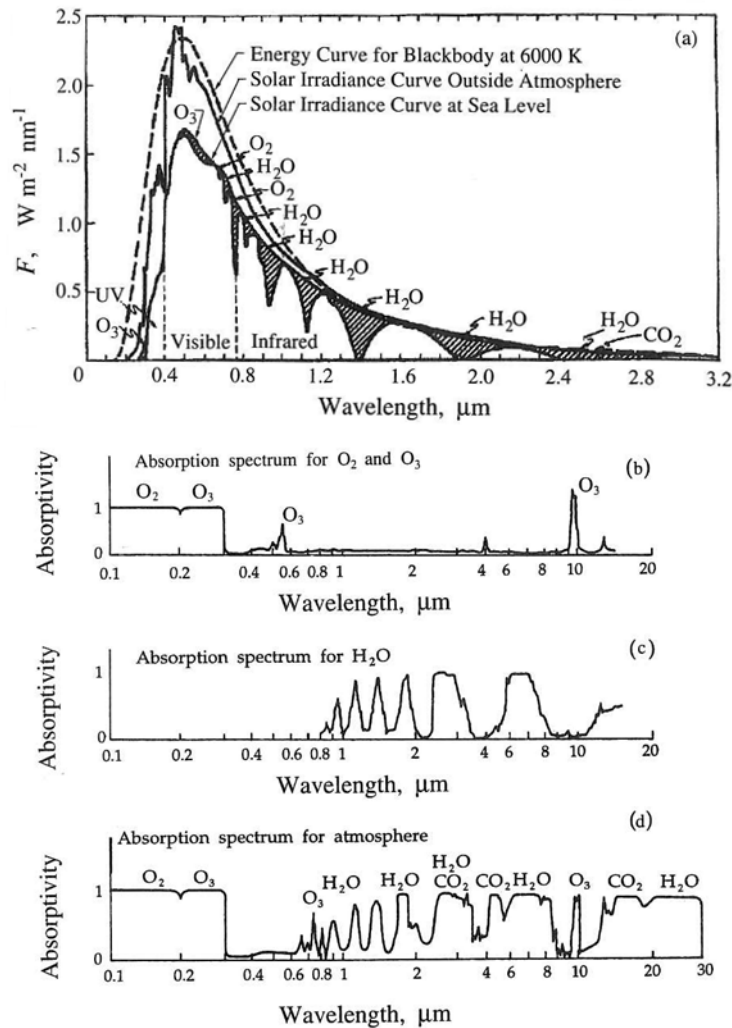 (a)
2.5
2.0
1.5
1.0
0.5
0
F, W m⁻² nm⁻¹
Energy Curve for Blackbody at 6000 K
Solar Irradiance Curve Outside Atmosphere
Solar Irradiance Curve at Sea Level
O₃
O₂
H₂O
O₂
H₂O
H₂O
H₂O
H₂O
H₂O
H₂O
CO₂
UV
O₃
Visible
Infrared
0 0.4 0.8 1.2 1.6 2.0 2.4 2.8 3.2
Wavelength, μm
(b)
Absorption spectrum for O₂ and O₃
Absorptivity
1
0
O₂ O₃
O₃
O₃
0.1 0.2 0.4 0.6 0.8 1 2 4 6 8 10 20
Wavelength, μm
(c)
Absorption spectrum for H₂O
Absorptivity
1
0
0.1 0.2 0.4 0.6 0.8 1 2 4 6 8 10 20
Wavelength, μm
(d)
Absorption spectrum for atmosphere
Absorptivity
1
0
H₂O
O₂ O₃ O₃ H₂O H₂O CO₂ CO₂ H₂O O₃ CO₂ H₂O
0.1 0.2 0.4 0.6 0.8 1 2 4 6 8 10 20 30
Wavelength, μm